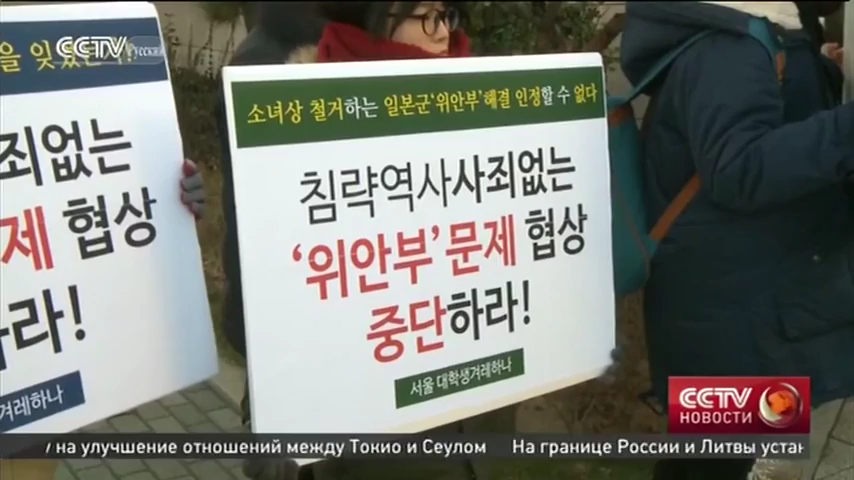 CCTV Русский
을 잊
죄없는
제 협상
라!
겨레하나
소녀상 철거하는 일본군'위안부'해결 인정할 수 없다
침략역사사죄없는
'위안부'문제 협상
중단하라!
서울 대학생겨레하나
CCTV
НОВОСТИ
на улучшение отношений между Токио и Сеулом На границе России и Литвы устан